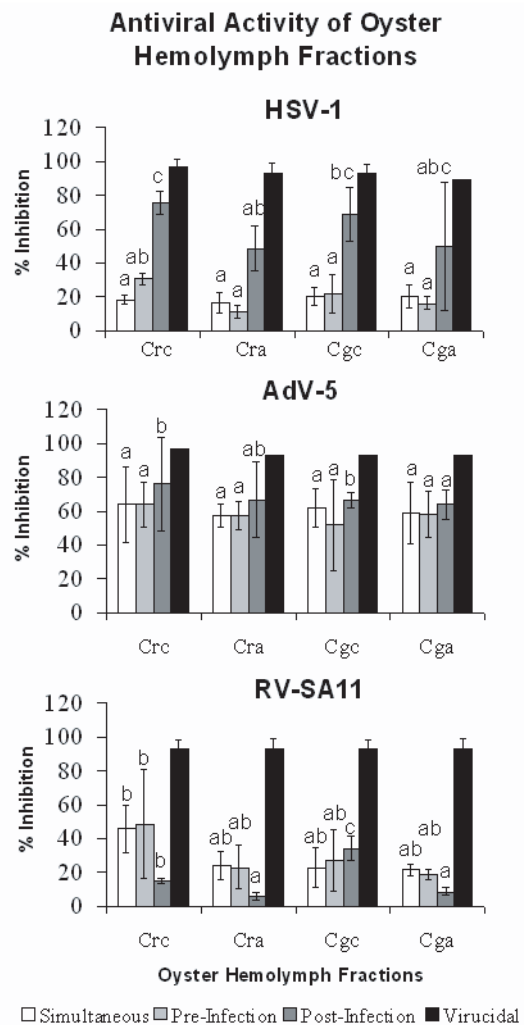 Antiviral Activity of Oyster
Hemolymph Fractions
HSV-1
% Inhibition
120
100
80
60
40
20
0
a ab c
a a ab
a a bc
a a abc
Crc Cra Cgc Cga
AdV-5
% Inhibition
120
100
80
60
40
20
0
a a b
a a ab
a a b
a a a
Crc Cra Cgc Cga
RV-SA11
% Inhibition
120
100
80
60
40
20
0
b b b
ab ab a
ab ab c
ab ab a
Crc Cra Cgc Cga
Oyster Hemolymph Fractions
Simultaneous Pre-Infection Post-Infection Virucidal